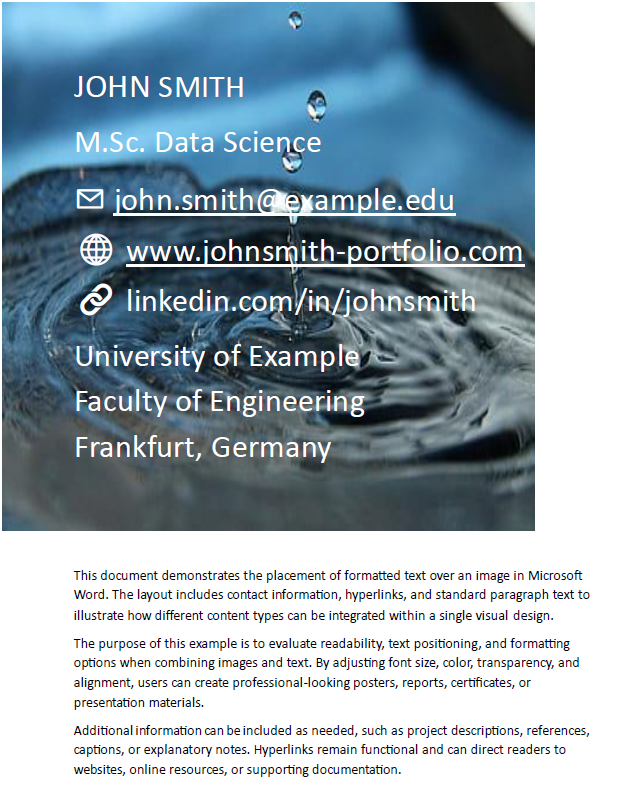 JOHN SMITH
M.Sc. Data Science
john.smith@example.edu
www.johnsmith-portfolio.com
linkedin.com/in/johnsmith
University of Example
Faculty of Engineering
Frankfurt, Germany
This document demonstrates the placement of formatted text over an image in Microsoft
Word. The layout includes contact information, hyperlinks, and standard paragraph text to
illustrate how different content types can be integrated within a single visual design.
The purpose of this example is to evaluate readability, text positioning, and formatting
options when combining images and text. By adjusting font size, color, transparency, and
alignment, users can create professional-looking posters, reports, certificates, or
presentation materials.
Additional information can be included as needed, such as project descriptions, references,
captions, or explanatory notes. Hyperlinks remain functional and can direct readers to
websites, online resources, or supporting documentation.